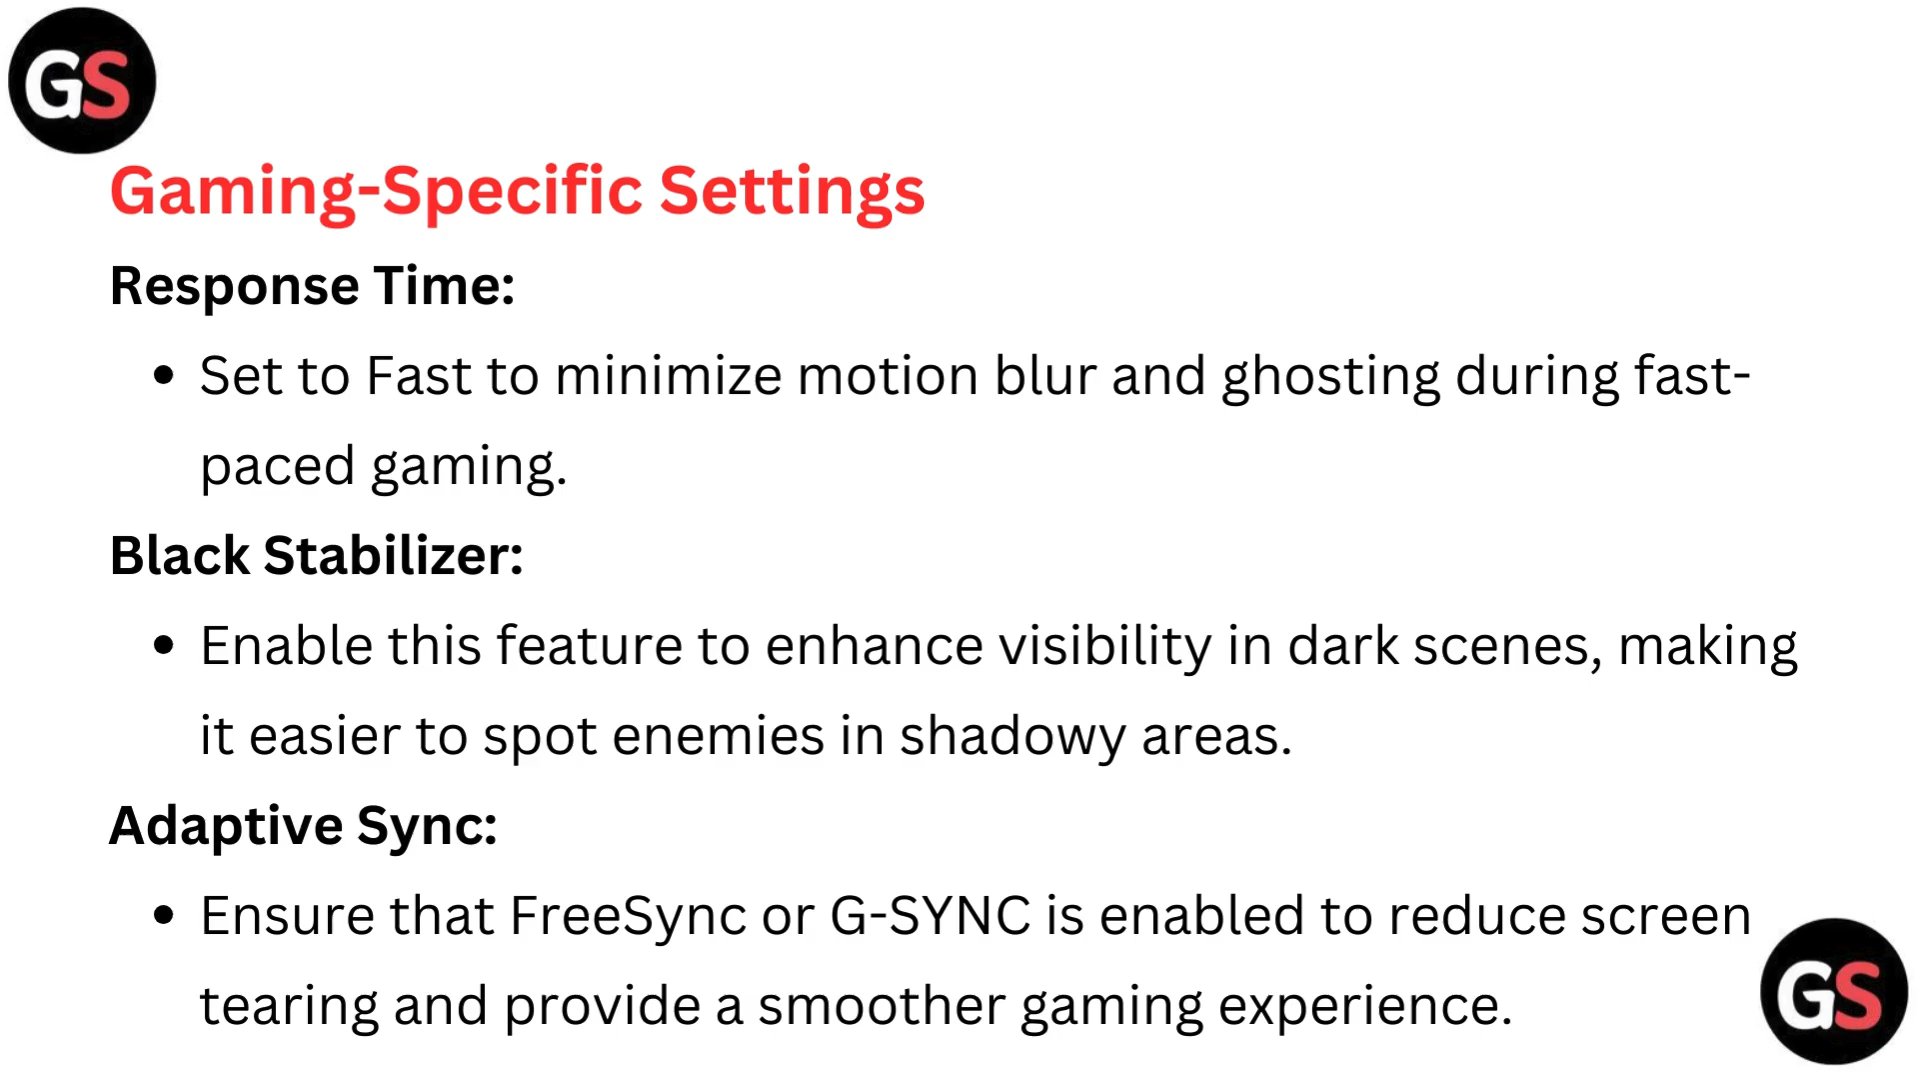 GS
Gaming-Specific Settings
Response Time:
• Set to Fast to minimize motion blur and ghosting during fast-
paced gaming.
Black Stabilizer:
• Enable this feature to enhance visibility in dark scenes, making
it easier to spot enemies in shadowy areas.
Adaptive Sync:
• Ensure that FreeSync or G-SYNC is enabled to reduce screen
tearing and provide a smoother gaming experience.
GS